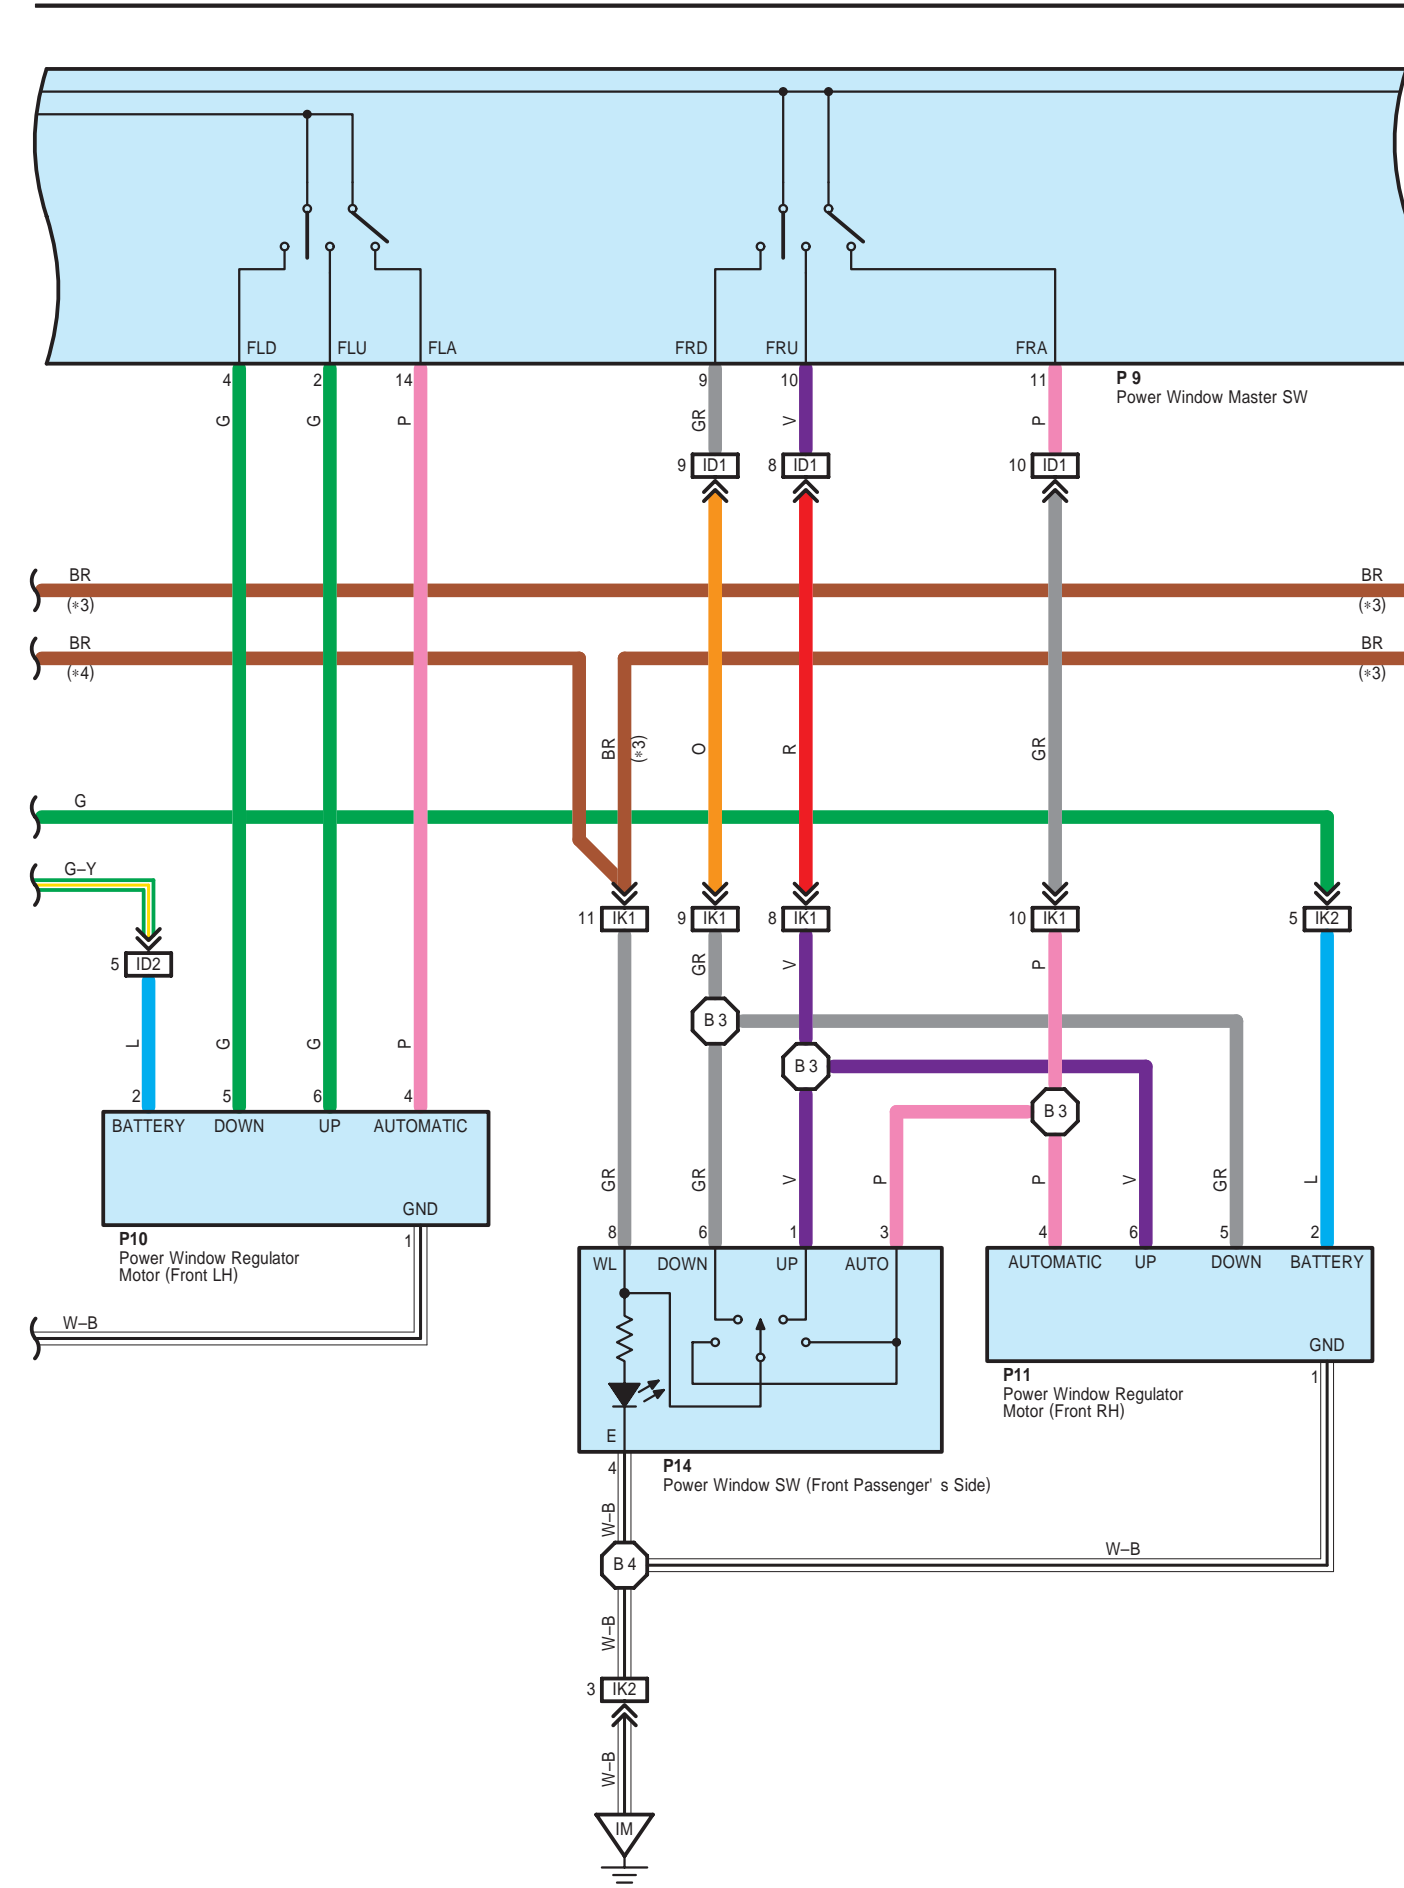 FLD FLU FLA FRD FRU FRA
4 2 14 9 10 11
P 9
Power Window Master SW
G G P GR V P
9 ID1 8 ID1 10 ID1
BR BR
(∗3) (∗3)
BR BR
(∗4) (∗3)
BR (∗3) O R GR
G
G–Y
11 IK1 9 IK1 8 IK1 10 IK1 5 IK2
5 ID2
GR V P
B 3
L G G P
B 3
2 5 6 4
B 3
BATTERY DOWN UP AUTOMATIC
GR GR V P P V GR L
GND
1
P10
Power Window Regulator
Motor (Front LH)
8 6 1 3 4 6 5 2
WL DOWN UP AUTO AUTOMATIC UP DOWN BATTERY
W–B
GND
1
P11
Power Window Regulator
Motor (Front RH)
E
4
P14
Power Window SW (Front Passenger' s Side)
W–B
W–B
B 4
W–B
3 IK2
W–B
IM